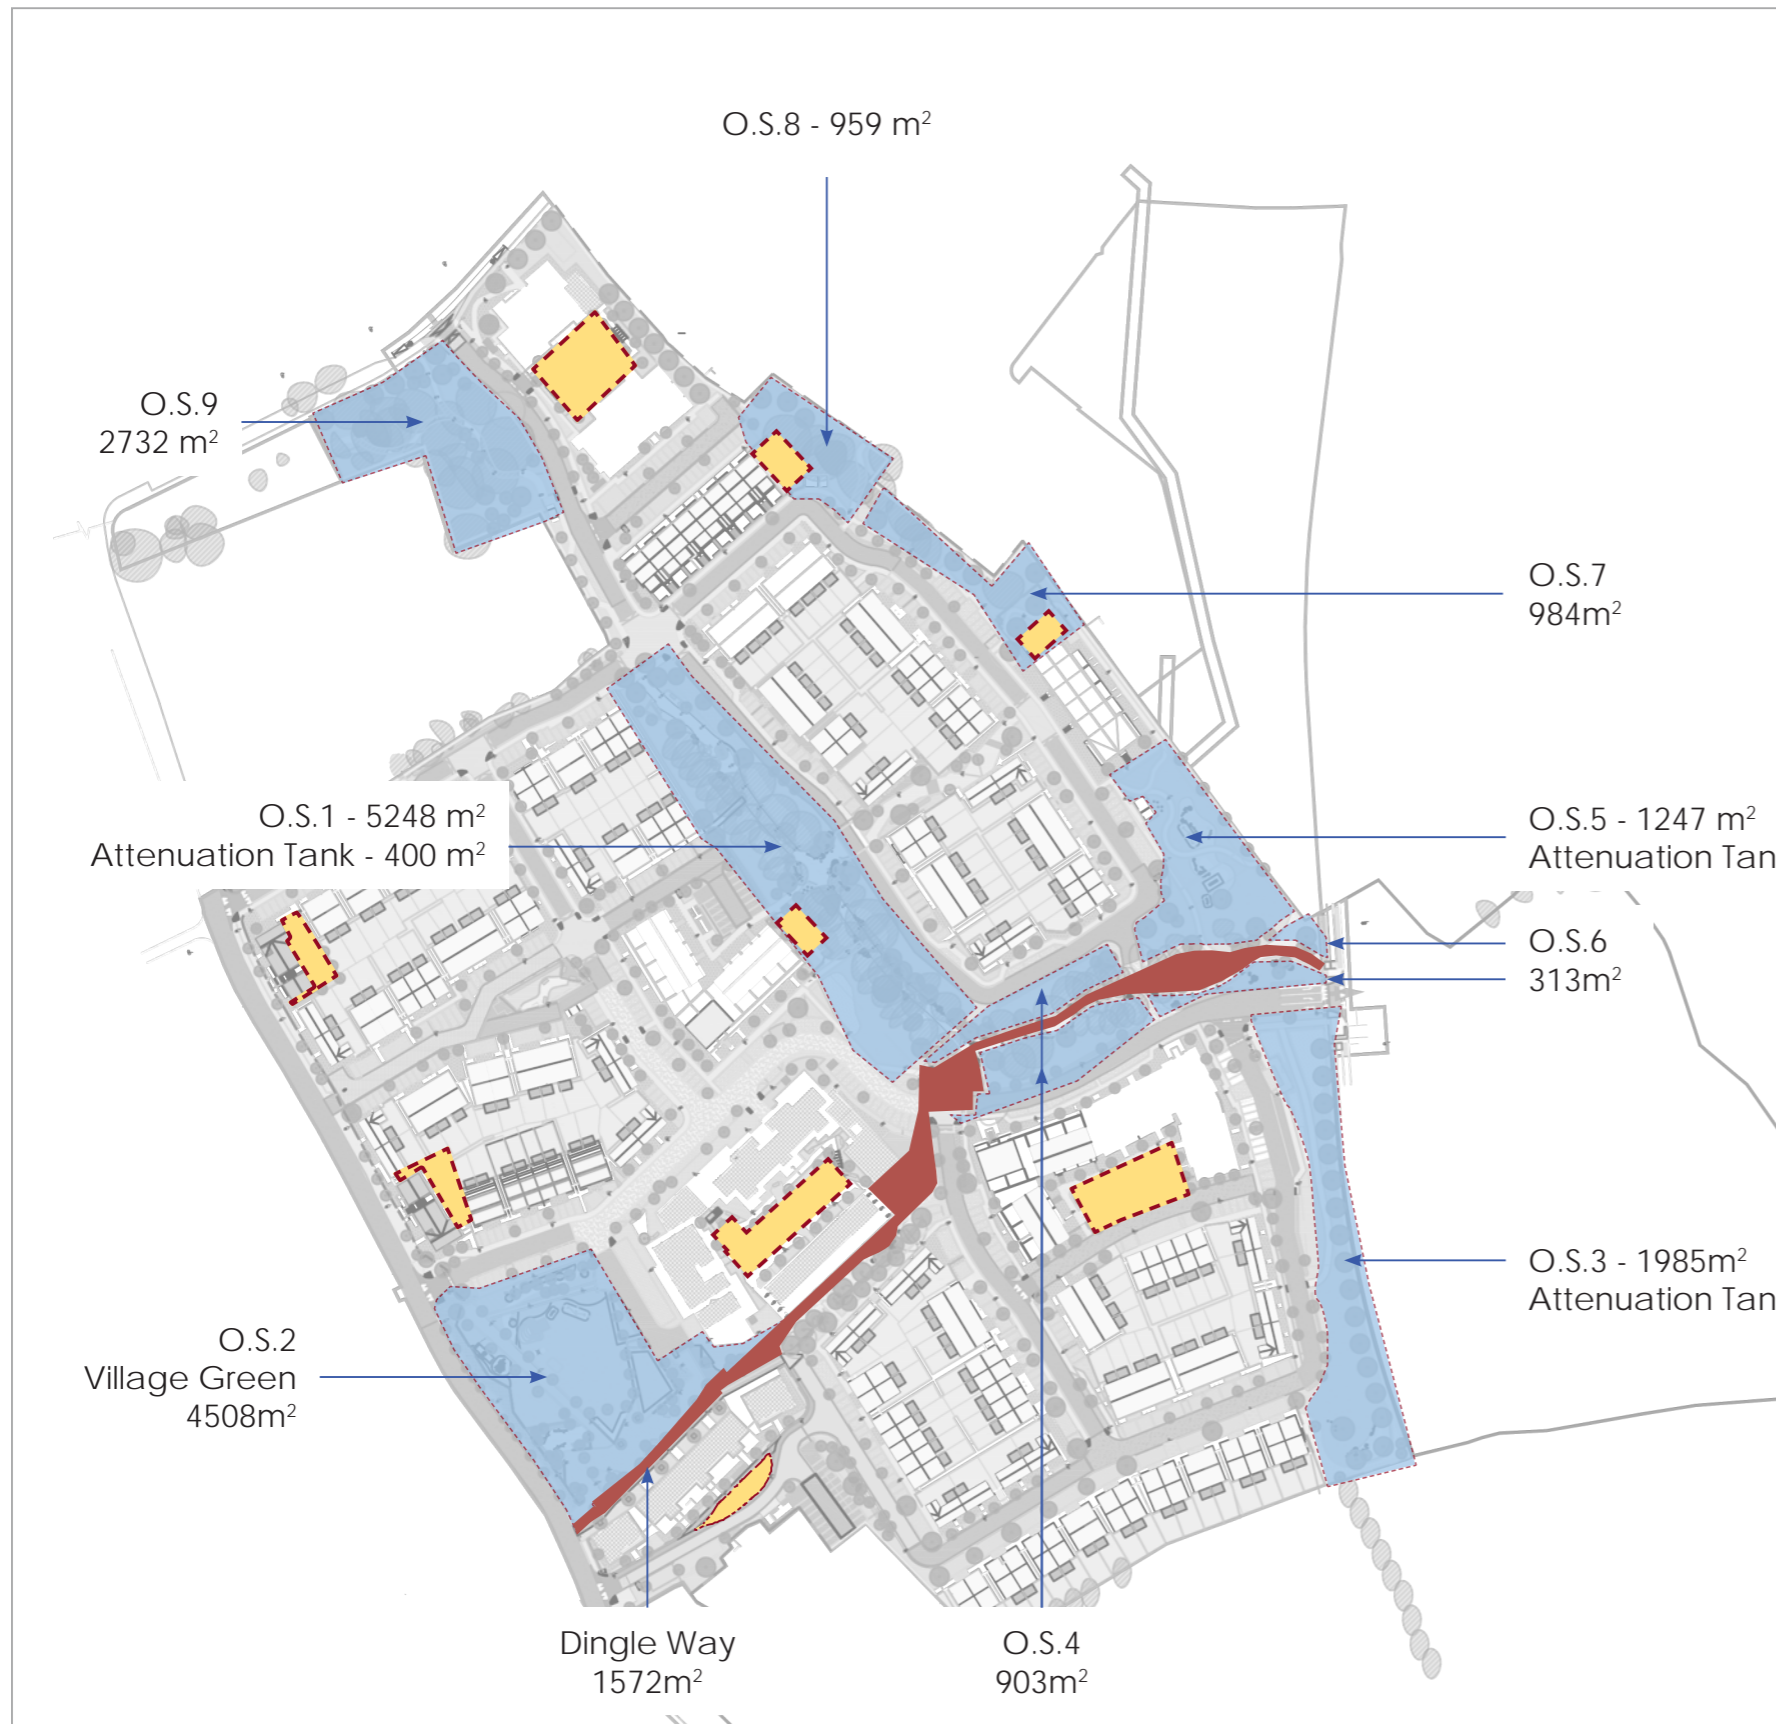 O.S.8 - 959 m²
O.S.9
2732 m²
O.S.7
984m²
O.S.1 - 5248 m²
Attenuation Tank - 400 m²
O.S.5 - 1247 m²
Attenuation Tan
O.S.6
313m²
O.S.3 - 1985m²
Attenuation Tan
O.S.2
Village Green
4508m²
Dingle Way
1572m²
O.S.4
903m²